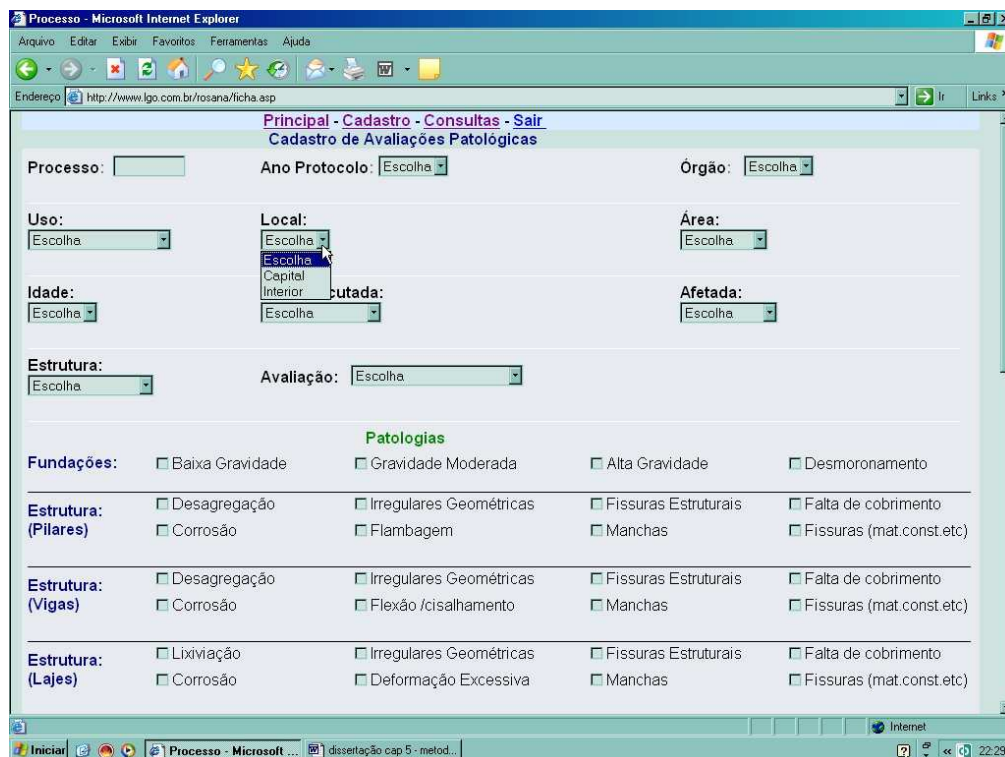 Processo - Microsoft Internet Explorer
Arquivo Editar Exibir Favoritos Ferramentas Ajuda
Endereço http://www.lgo.com.br/rosana/ficha.asp Ir Links
Principal - Cadastro - Consultas - Sair
Cadastro de Avaliações Patológicas
Processo: Ano Protocolo: Escolha Órgão: Escolha
Uso: Local: Área:
Escolha Escolha Escolha
Escolha
Capital
Interior
Idade: cutada: Afetada:
Escolha Escolha Escolha
Estrutura:
Escolha Avaliação: Escolha
Patologias
Fundações: Baixa Gravidade Gravidade Moderada Alta Gravidade Desmoronamento
Estrutura: Desagregação Irregulares Geométricas Fissuras Estruturais Falta de cobrimento
(Pilares) Corrosão Flambagem Manchas Fissuras (mat.const.etc)
Estrutura: Desagregação Irregulares Geométricas Fissuras Estruturais Falta de cobrimento
(Vigas) Corrosão Flexão /cisalhamento Manchas Fissuras (mat.const.etc)
Estrutura: Lixiviação Irregulares Geométricas Fissuras Estruturais Falta de cobrimento
(Lajes) Corrosão Deformação Excessiva Manchas Fissuras (mat.const.etc)
Internet
Iniciar Processo - Microsoft ... dissertação cap 5 - metod... 22:29